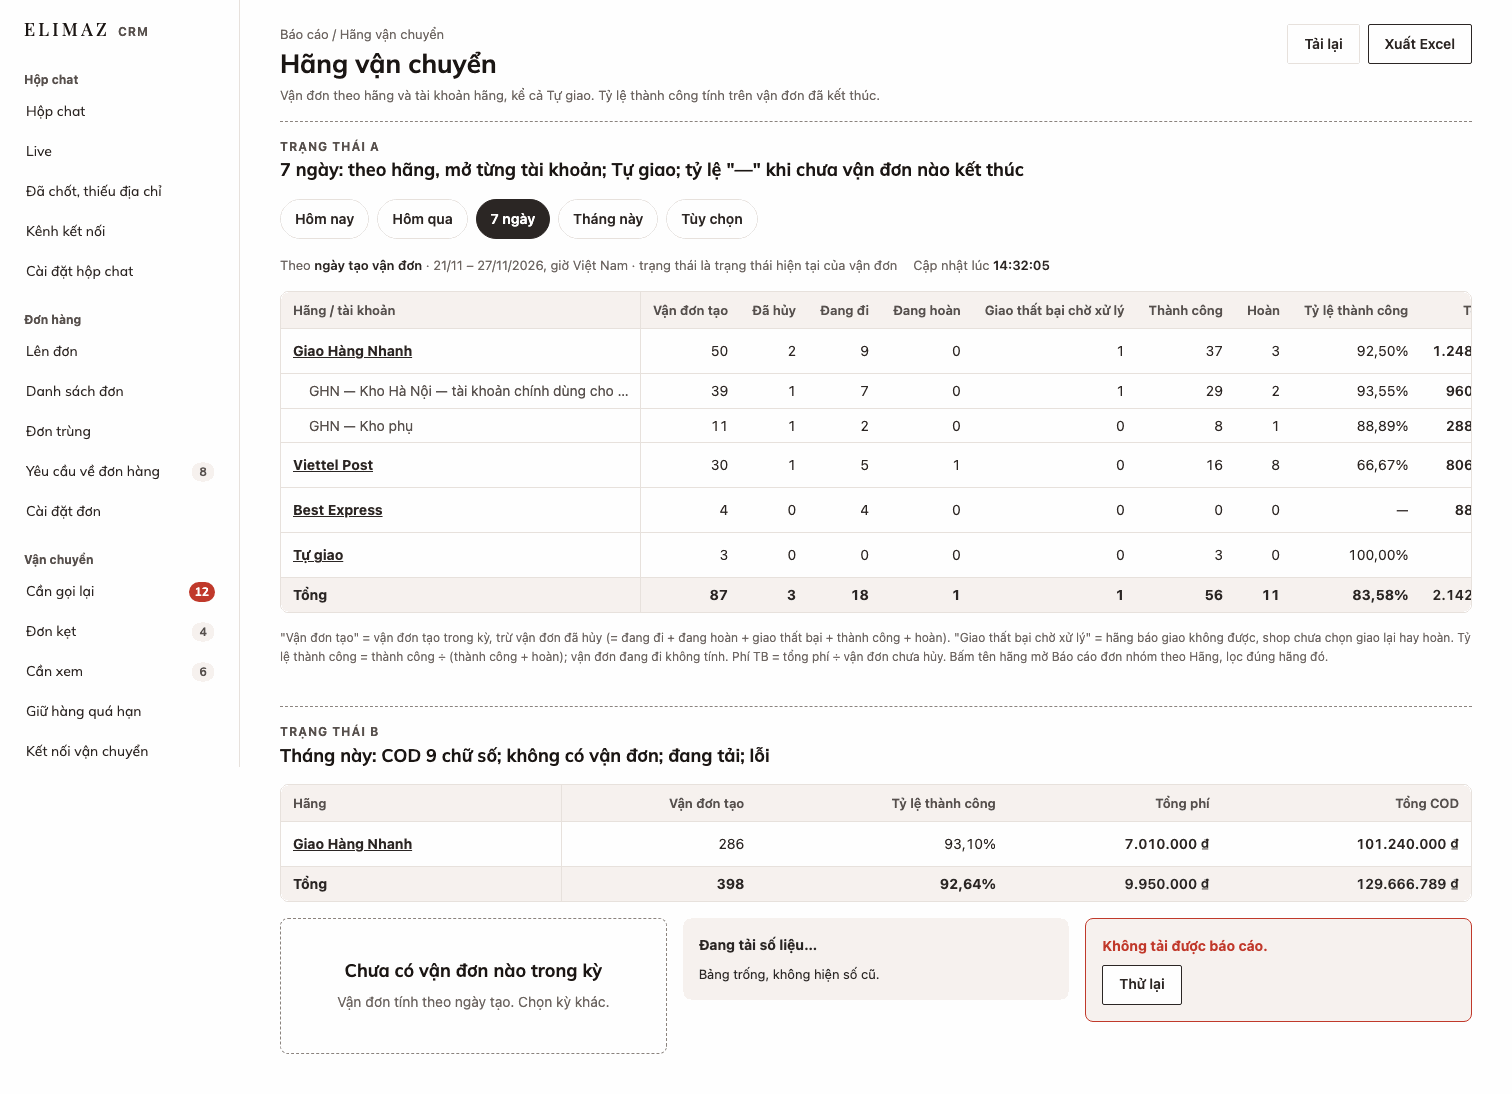 ELIMAZ CRM
Hộp chat
Hộp chat
Live
Đã chốt, thiếu địa chỉ
Kênh kết nối
Cài đặt hộp chat
Đơn hàng
Lên đơn
Danh sách đơn
Đơn trùng
Yêu cầu về đơn hàng 8
Cài đặt đơn
Vận chuyển
Cần gọi lại 12
Đơn kẹt 4
Cần xem 6
Giữ hàng quá hạn
Kết nối vận chuyển
Báo cáo / Hãng vận chuyển
Hãng vận chuyển
Vận đơn theo hãng và tài khoản hãng, kể cả Tự giao. Tỷ lệ thành công tính trên vận đơn đã kết thúc.
Tải lại
Xuất Excel
TRẠNG THÁI A
7 ngày: theo hãng, mở từng tài khoản; Tự giao; tỷ lệ "—" khi chưa vận đơn nào kết thúc
Hôm nay Hôm qua 7 ngày Tháng này Tùy chọn
Theo ngày tạo vận đơn · 21/11 – 27/11/2026, giờ Việt Nam · trạng thái là trạng thái hiện tại của vận đơn Cập nhật lúc 14:32:05
Hãng / tài khoản Vận đơn tạo Đã hủy Đang đi Đang hoàn Giao thất bại chờ xử lý Thành công Hoàn Tỷ lệ thành công T
Giao Hàng Nhanh 50 2 9 0 1 37 3 92,50% 1.248
GHN — Kho Hà Nội — tài khoản chính dùng cho ... 39 1 7 0 1 29 2 93,55% 960
GHN — Kho phụ 11 1 2 0 0 8 1 88,89% 288
Viettel Post 30 1 5 1 0 16 8 66,67% 806
Best Express 4 0 4 0 0 0 0 — 88
Tự giao 3 0 0 0 0 3 0 100,00%
Tổng 87 3 18 1 1 56 11 83,58% 2.142
"Vận đơn tạo" = vận đơn tạo trong kỳ, trừ vận đơn đã hủy (= đang đi + đang hoàn + giao thất bại + thành công + hoàn). "Giao thất bại chờ xử lý" = hãng báo giao không được, shop chưa chọn giao lại hay hoàn. Tỷ
lệ thành công = thành công ÷ (thành công + hoàn); vận đơn đang đi không tính. Phí TB = tổng phí ÷ vận đơn chưa hủy. Bấm tên hãng mở Báo cáo đơn nhóm theo Hãng, lọc đúng hãng đó.
TRẠNG THÁI B
Tháng này: COD 9 chữ số; không có vận đơn; đang tải; lỗi
Hãng Vận đơn tạo Tỷ lệ thành công Tổng phí Tổng COD
Giao Hàng Nhanh 286 93,10% 7.010.000 ₫ 101.240.000 ₫
Tổng 398 92,64% 9.950.000 ₫ 129.666.789 ₫
Chưa có vận đơn nào trong kỳ
Vận đơn tính theo ngày tạo. Chọn kỳ khác.
Đang tải số liệu...
Bảng trống, không hiện số cũ.
Không tải được báo cáo.
Thử lại